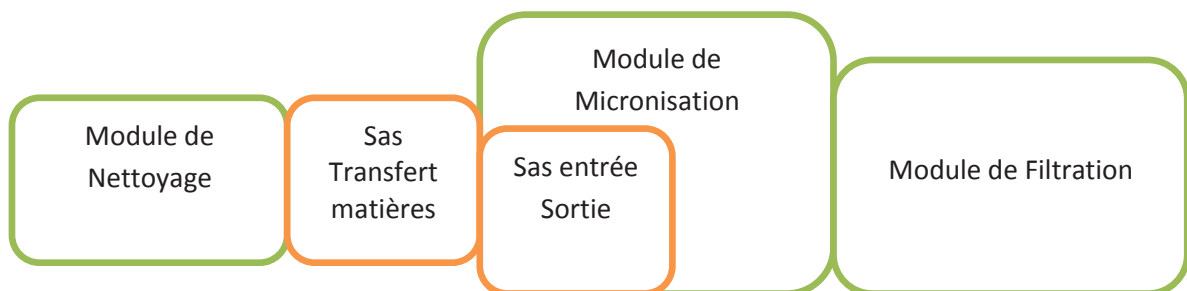 Module de
Nettoyage
Sas
Transfert
matières
Module de
Micronisation
Sas entrée
Sortie
Module de Filtration